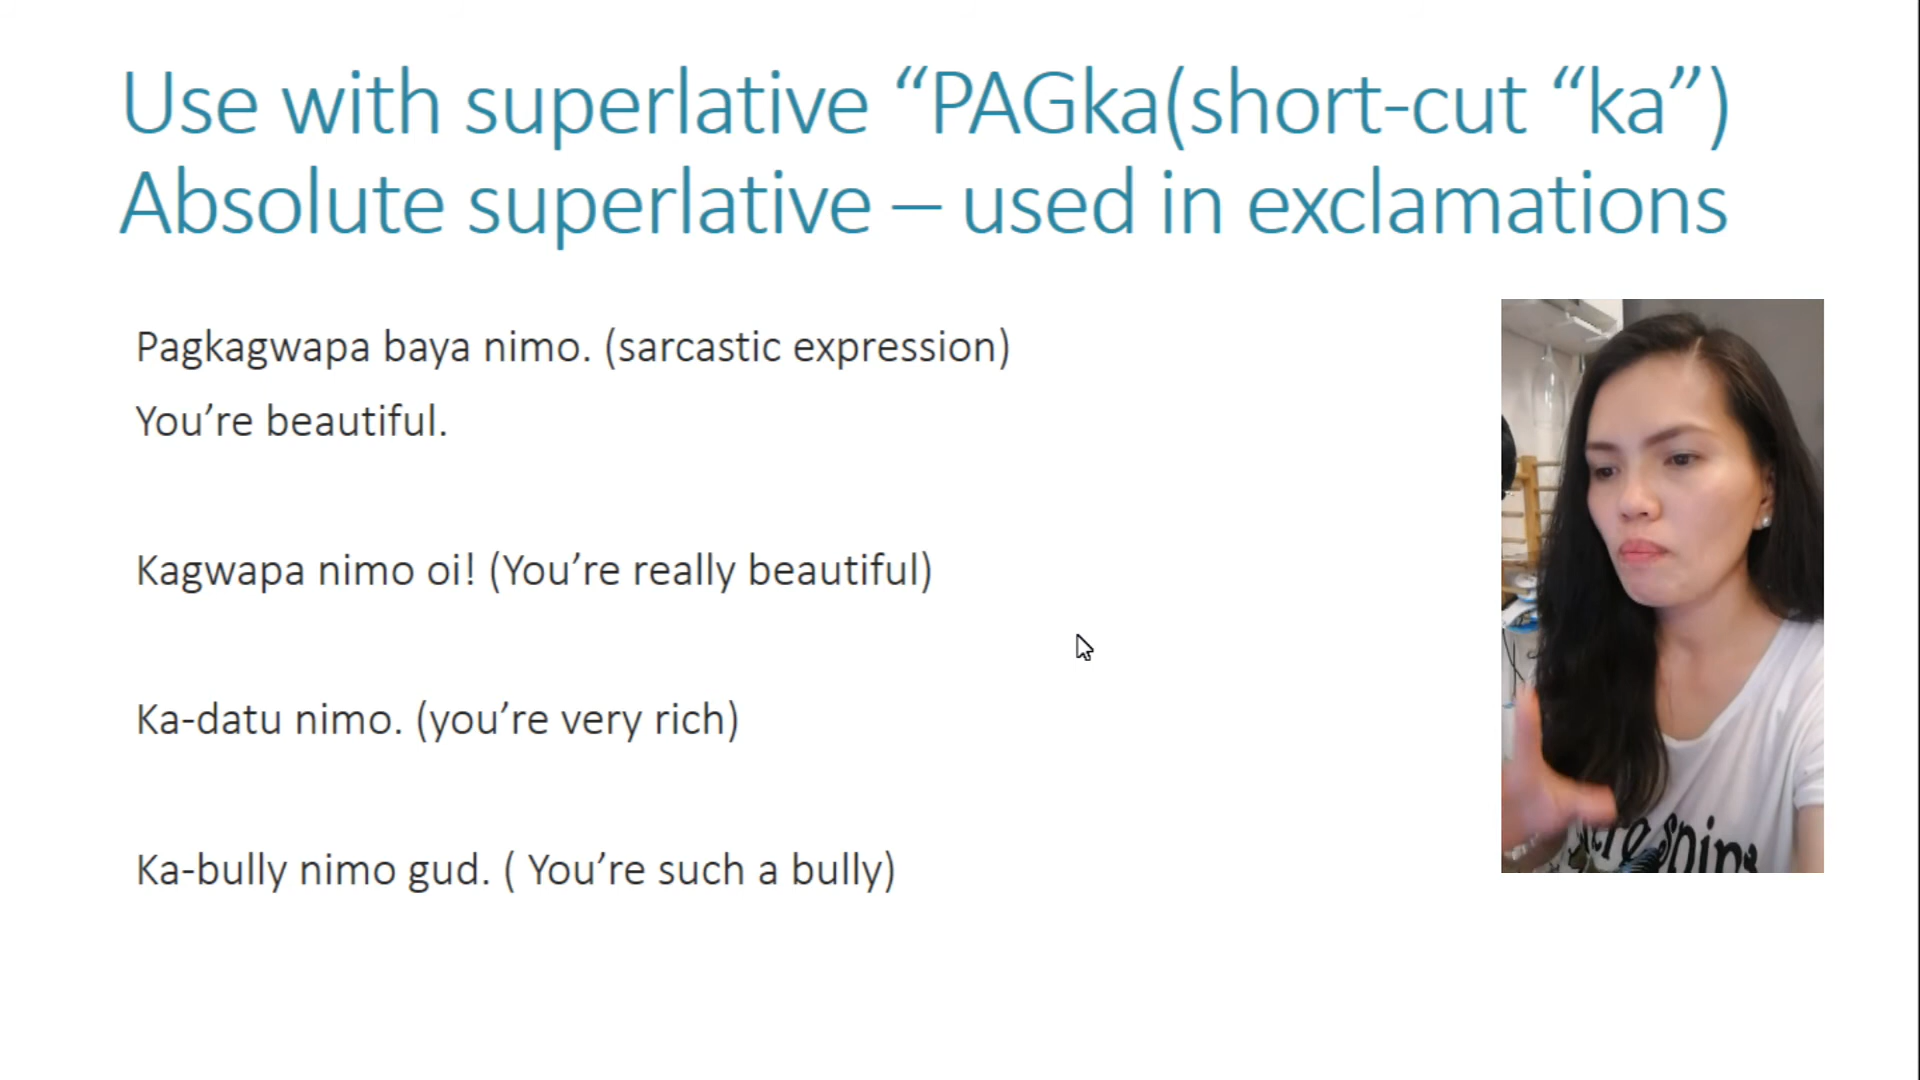 Use with superlative “PAGka(short-cut “ka”)
Absolute superlative – used in exclamations
Pagkagwapa baya nimo. (sarcastic expression)
You’re beautiful.
Kagwapa nimo oi! (You’re really beautiful)
Ka-datu nimo. (you’re very rich)
Ka-bully nimo gud. ( You’re such a bully)